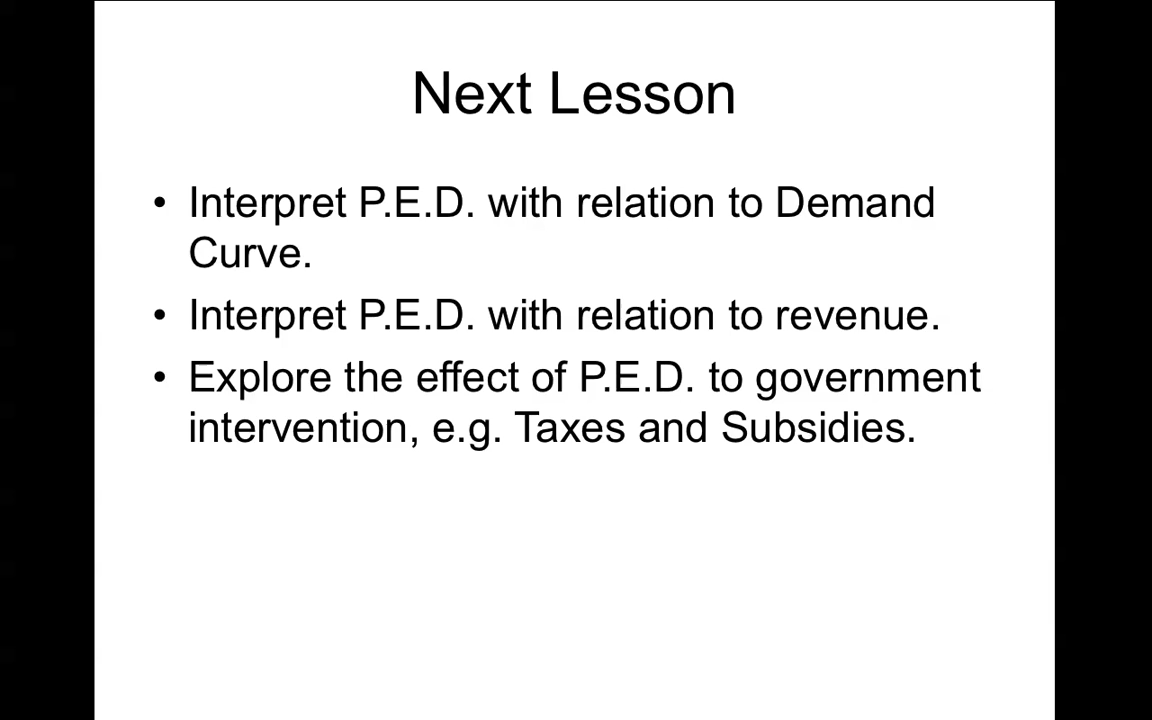 Next Lesson
• Interpret P.E.D. with relation to Demand
Curve.
• Interpret P.E.D. with relation to revenue.
• Explore the effect of P.E.D. to government
intervention, e.g. Taxes and Subsidies.